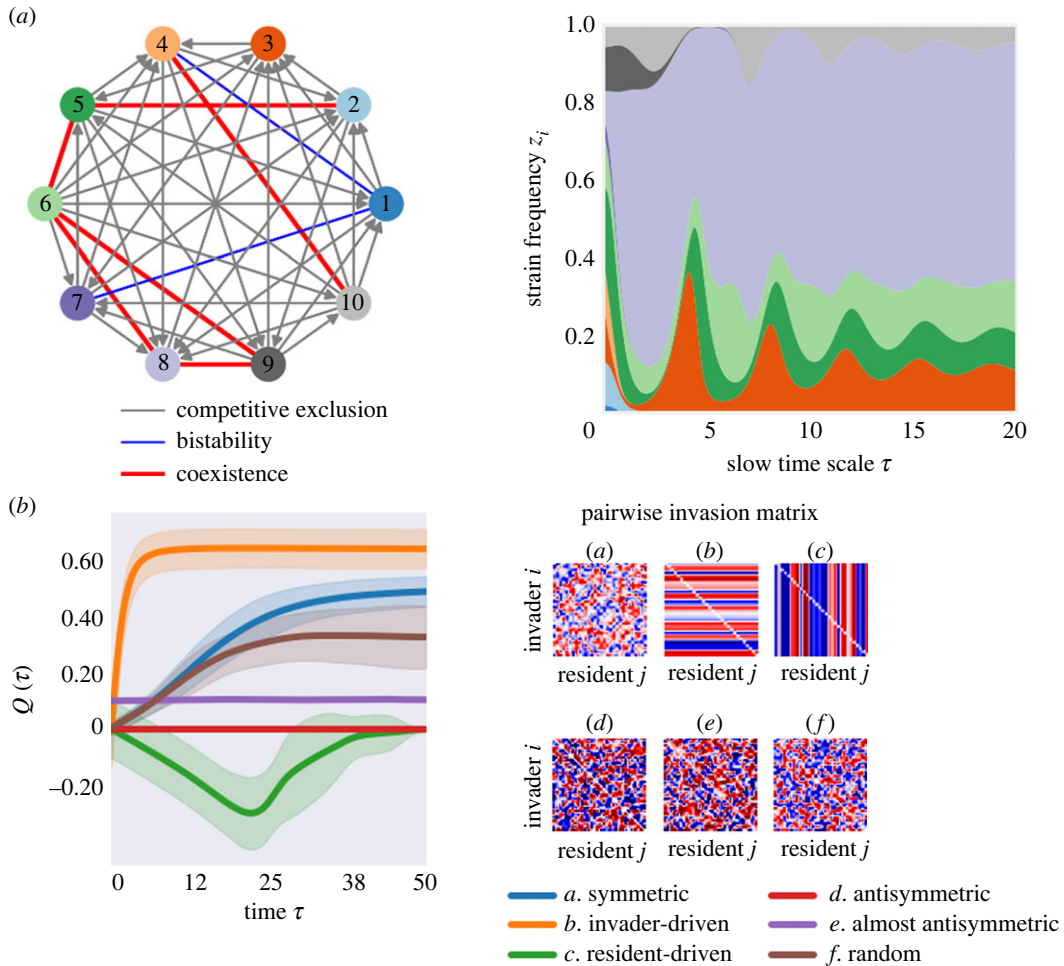 (a)
4
3
5
2
6
1
7
10
8
9
competitive exclusion
bistability
coexistence
strain frequency z_i
1.0
0.8
0.6
0.4
0.2
0
5
10
15
20
slow time scale τ
(b)
Q (τ)
0.60
0.40
0.20
0
–0.20
0
12
25
38
50
time τ
pairwise invasion matrix
(a)
(b)
(c)
invader i
resident j
resident j
resident j
(d)
(e)
(f)
invader i
resident j
resident j
resident j
a. symmetric
b. invader-driven
c. resident-driven
d. antisymmetric
e. almost antisymmetric
f. random